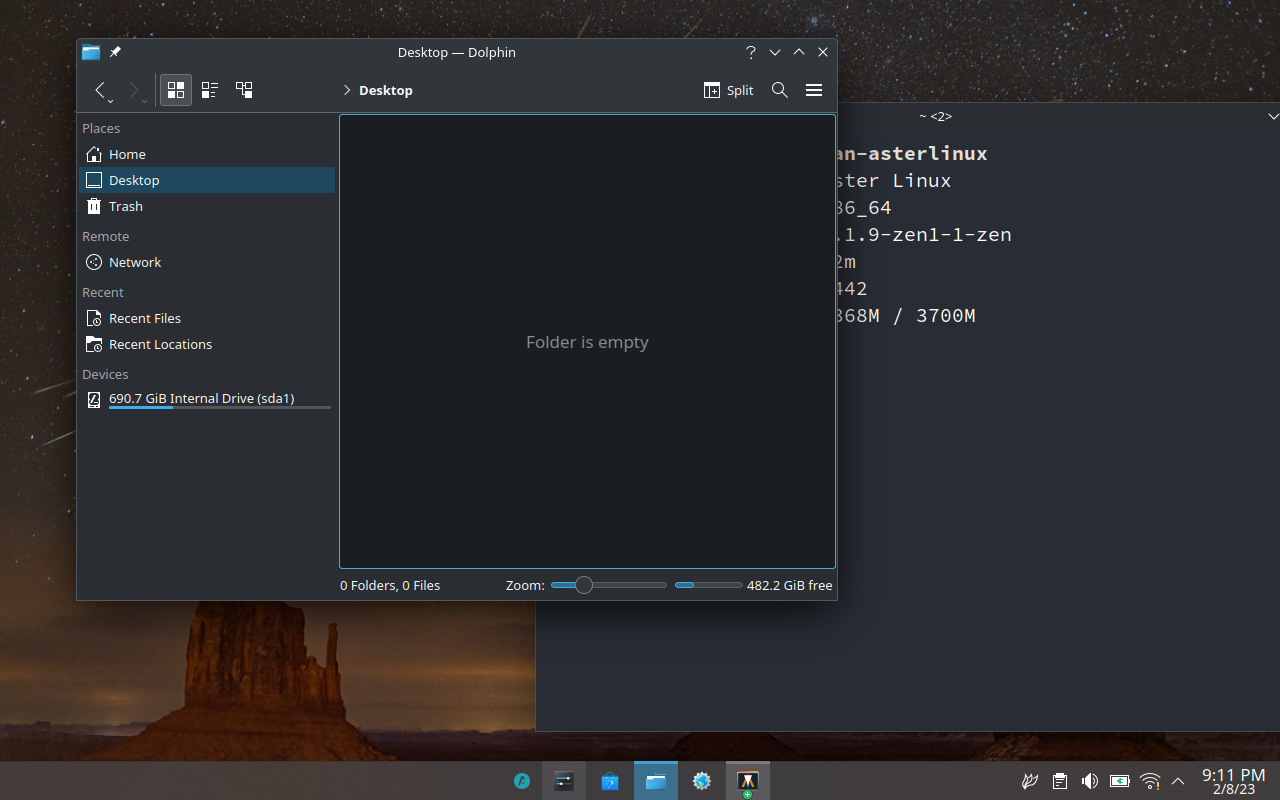 Desktop — Dolphin
Split
Desktop
Places
Home
Desktop
Trash
Remote
Network
Recent
Recent Files
Recent Locations
Devices
690.7 GiB Internal Drive (sda1)
Folder is empty
0 Folders, 0 Files
Zoom:
482.2 GiB free
~ <2>
an-asterlinux
ster Linux
86_64
.1.9-zen1-1-zen
2m
442
368M / 3700M
9:11 PM
2/8/23